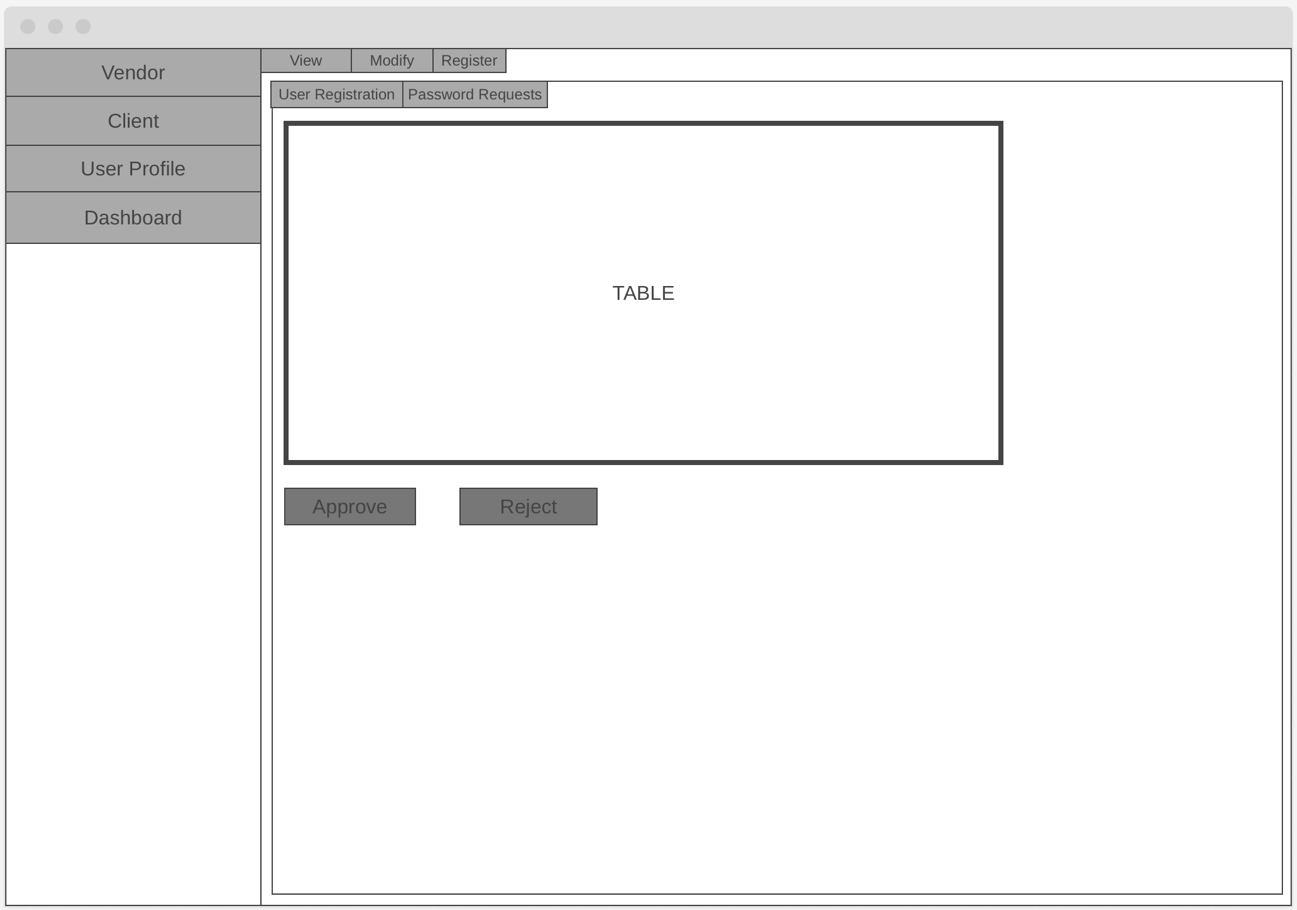 Vendor
Client
User Profile
Dashboard
View Modify Register
User Registration Password Requests
TABLE
Approve Reject